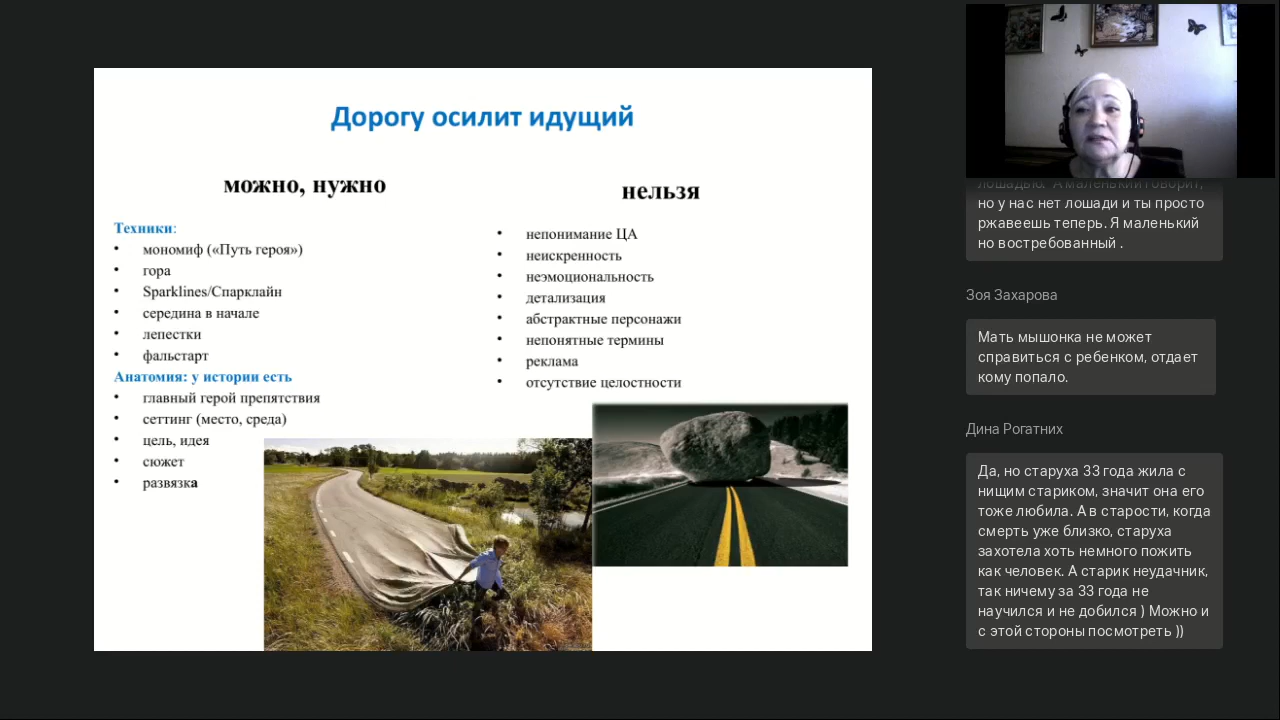 Дорогу осилит идущий
можно, нужно
Техники:
• мономиф («Путь героя»)
• гора
• Sparklines/Спарклайн
• середина в начале
• лепестки
• фальстарт
Анатомия: у истории есть
• главный герой препятствия
• сеттинг (место, среда)
• цель, идея
• сюжет
• развязка
нельзя
• непонимание ЦА
• неискренность
• неэмоциональность
• детализация
• абстрактные персонажи
• непонятные термины
• реклама
• отсутствие целостности
лошадью. А маленький говорит,
но у нас нет лошади и ты просто
ржавеешь теперь. Я маленький
но востребованный .
Зоя Захарова
Мать мышонка не может
справиться с ребенком, отдает
кому попало.
Дина Рогатних
Да, но старуха 33 года жила с
нищим стариком, значит она его
тоже любила. А в старости, когда
смерть уже близко, старуха
захотела хоть немного пожить
как человек. А старик неудачник,
так ничему за 33 года не
научился и не добился ) Можно и
с этой стороны посмотреть ))